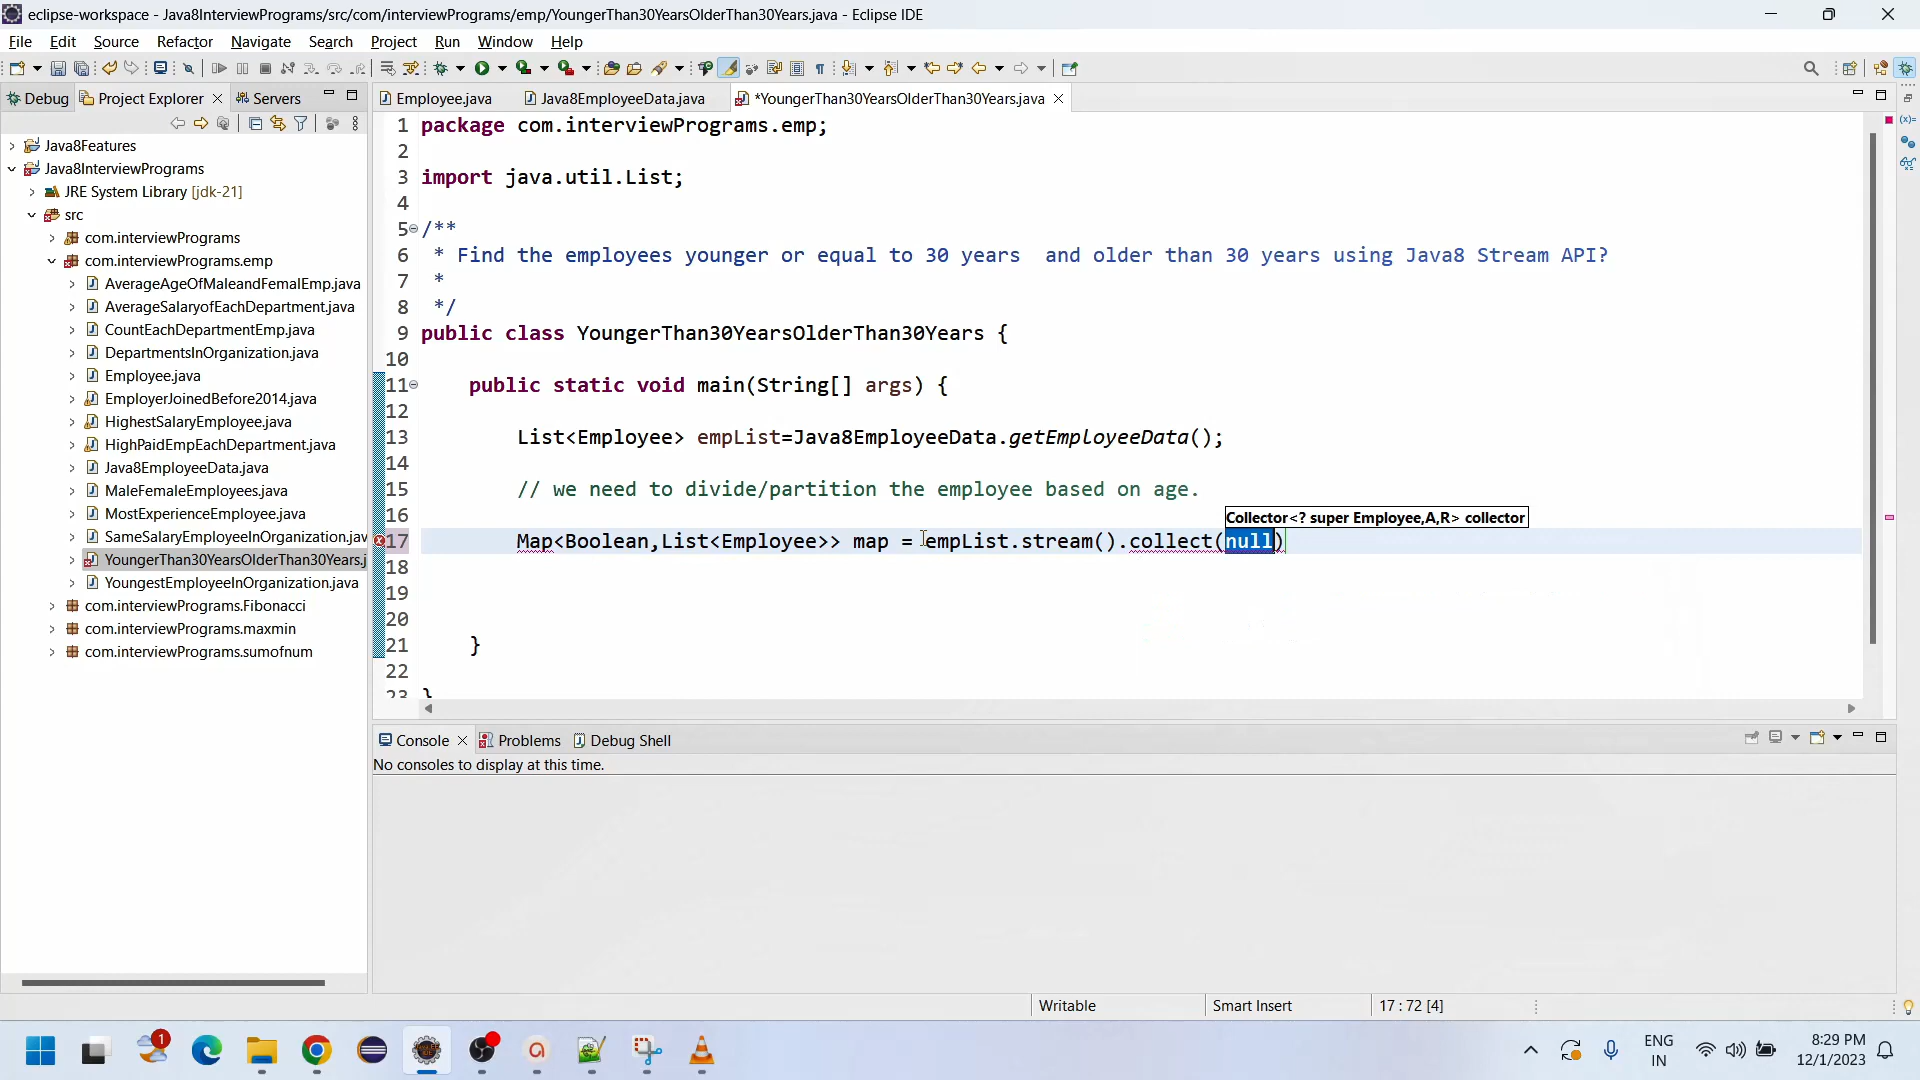 eclipse-workspace - Java8InterviewPrograms/src/com/interviewPrograms/emp/YoungerThan30YearsOlderThan30Years.java - Eclipse IDE
File Edit Source Refactor Navigate Search Project Run Window Help
Debug Project Explorer Servers
Employee.java Java8EmployeeData.java *YoungerThan30YearsOlderThan30Years.java
Java8Features
Java8InterviewPrograms
JRE System Library [jdk-21]
src
com.interviewPrograms
com.interviewPrograms.emp
AverageAgeOfMaleandFemalEmp.java
AverageSalaryofEachDepartment.java
CountEachDepartmentEmp.java
DepartmentsInOrganization.java
Employee.java
EmployerJoinedBefore2014.java
HighestSalaryEmployee.java
HighPaidEmpEachDepartment.java
Java8EmployeeData.java
MaleFemaleEmployees.java
MostExperienceEmployee.java
SameSalaryEmployeeInOrganization.jav
YoungerThan30YearsOlderThan30Years.j
YoungestEmployeeInOrganization.java
com.interviewPrograms.Fibonacci
com.interviewPrograms.maxmin
com.interviewPrograms.sumofnum
1 package com.interviewPrograms.emp;
2
3 import java.util.List;
4
5 /**
6 * Find the employees younger or equal to 30 years  and older than 30 years using Java8 Stream API?
7 *
8 */
9 public class YoungerThan30YearsOlderThan30Years {
10
11 public static void main(String[] args) {
12
13 List<Employee> empList=Java8EmployeeData.getEmployeeData();
14
15 // we need to divide/partition the employee based on age.
16
Collector<? super Employee,A,R> collector
17 Map<Boolean,List<Employee>> map = empList.stream().collect(null)
18
19
20
21 }
22
23 }
Console Problems Debug Shell
No consoles to display at this time.
Writable Smart Insert 17 : 72 [4]
1
ENG
IN
8:29 PM
12/1/2023